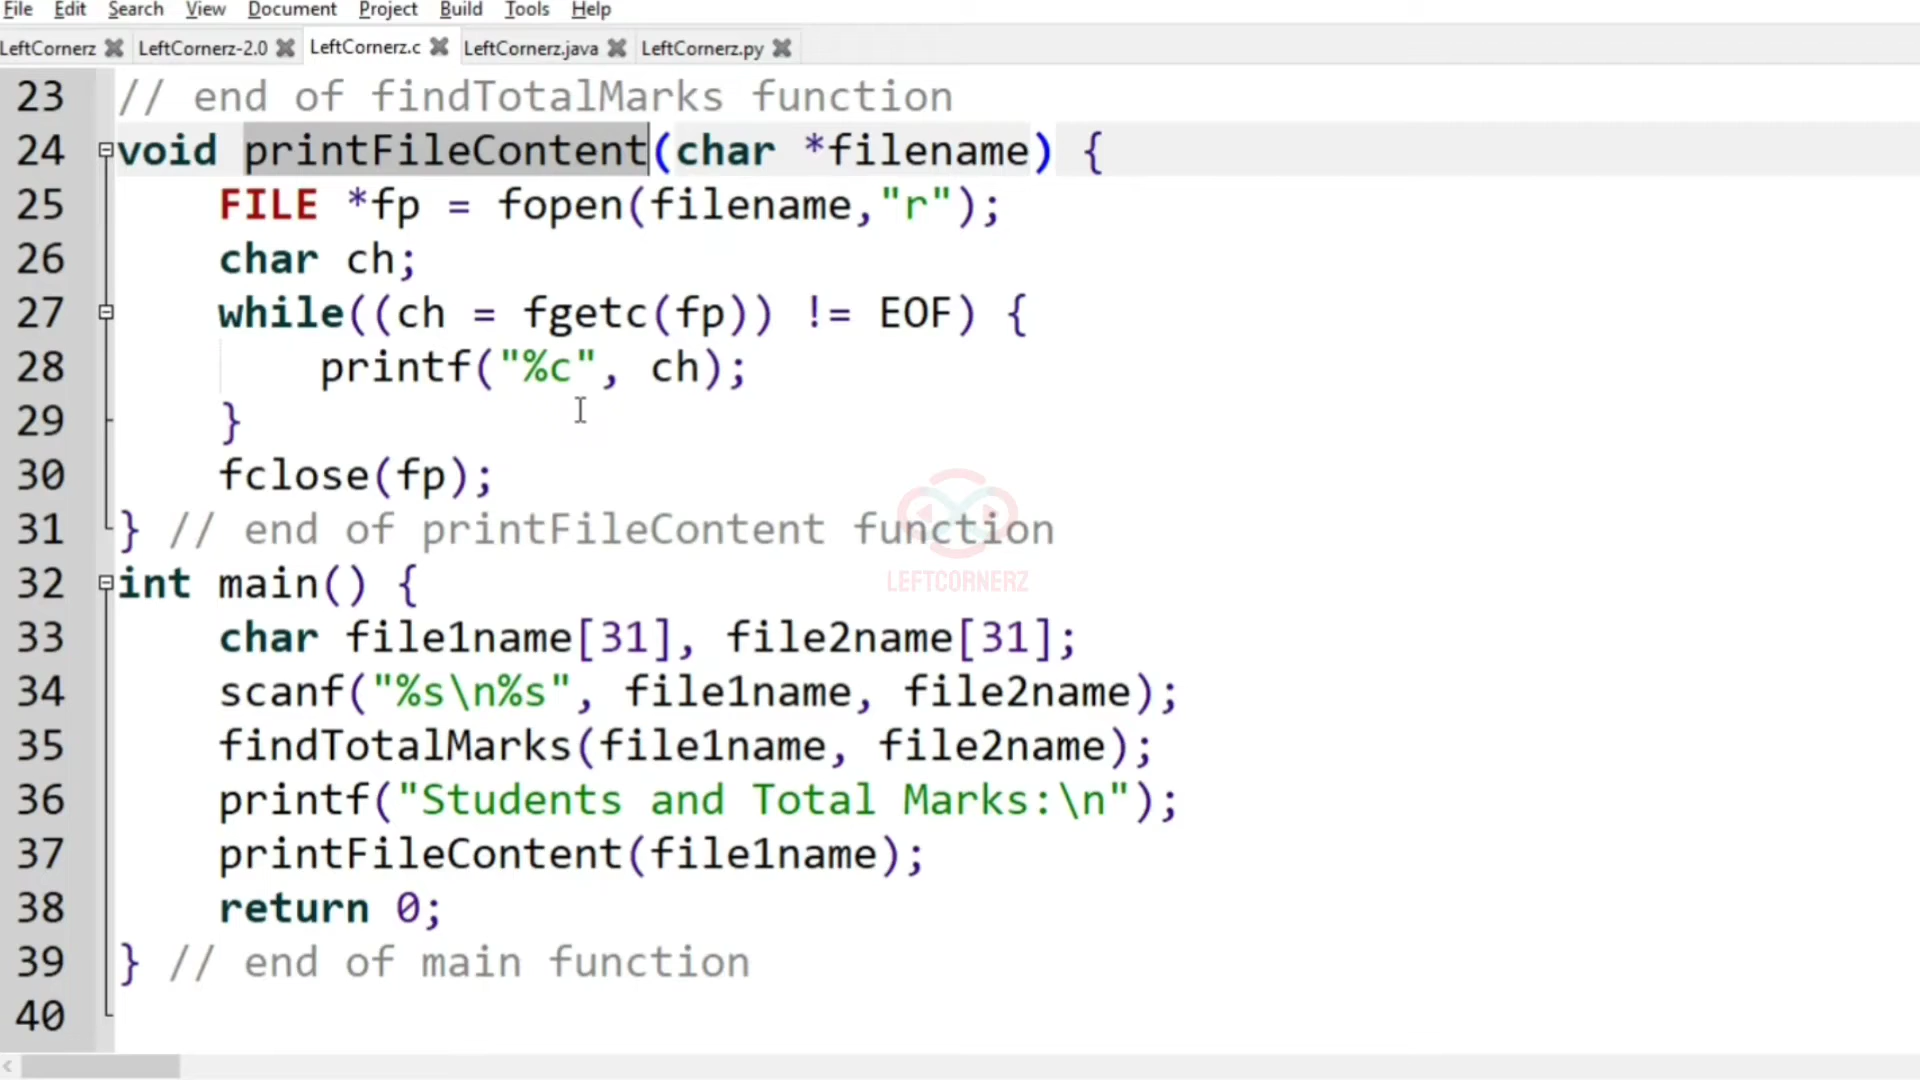 File Edit Search View Document Project Build Tools Help
LeftCornerz LeftCornerz-2.0 LeftCornerz.c LeftCornerz.java LeftCornerz.py
23 // end of findTotalMarks function
24 void printFileContent(char *filename) {
25 FILE *fp = fopen(filename,"r");
26 char ch;
27 while((ch = fgetc(fp)) != EOF) {
28 printf("%c", ch);
29 }
30 fclose(fp);
31 } // end of printFileContent function
LEFTCORNERZ
32 int main() {
33 char file1name[31], file2name[31];
34 scanf("%s\n%s", file1name, file2name);
35 findTotalMarks(file1name, file2name);
36 printf("Students and Total Marks:\n");
37 printFileContent(file1name);
38 return 0;
39 } // end of main function
40